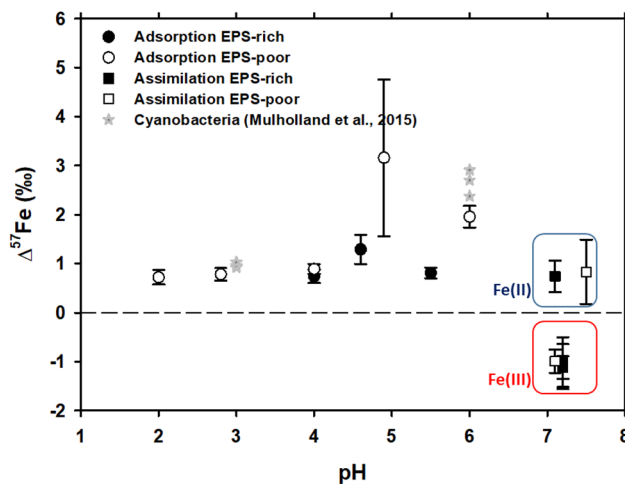 6
Adsorption EPS-rich
5
Adsorption EPS-poor
Assimilation EPS-rich
4
Assimilation EPS-poor
Cyanobacteria (Mulholland et al., 2015)
3
Δ⁵⁷Fe (‰)
2
1
Fe(II)
0
-1
Fe(III)
-2
1 2 3 4 5 6 7 8
pH